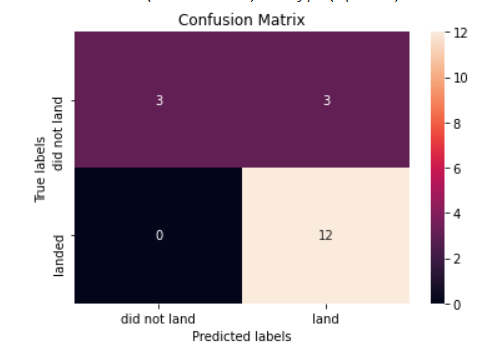 Confusion Matrix
True labels
did not land
landed
3
3
0
12
did not land
land
Predicted labels
12
10
8
6
4
2
0